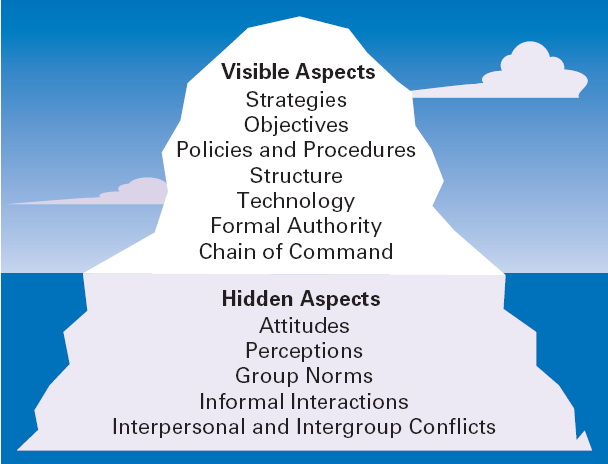 Visible Aspects
Strategies
Objectives
Policies and Procedures
Structure
Technology
Formal Authority
Chain of Command
Hidden Aspects
Attitudes
Perceptions
Group Norms
Informal Interactions
Interpersonal and Intergroup Conflicts